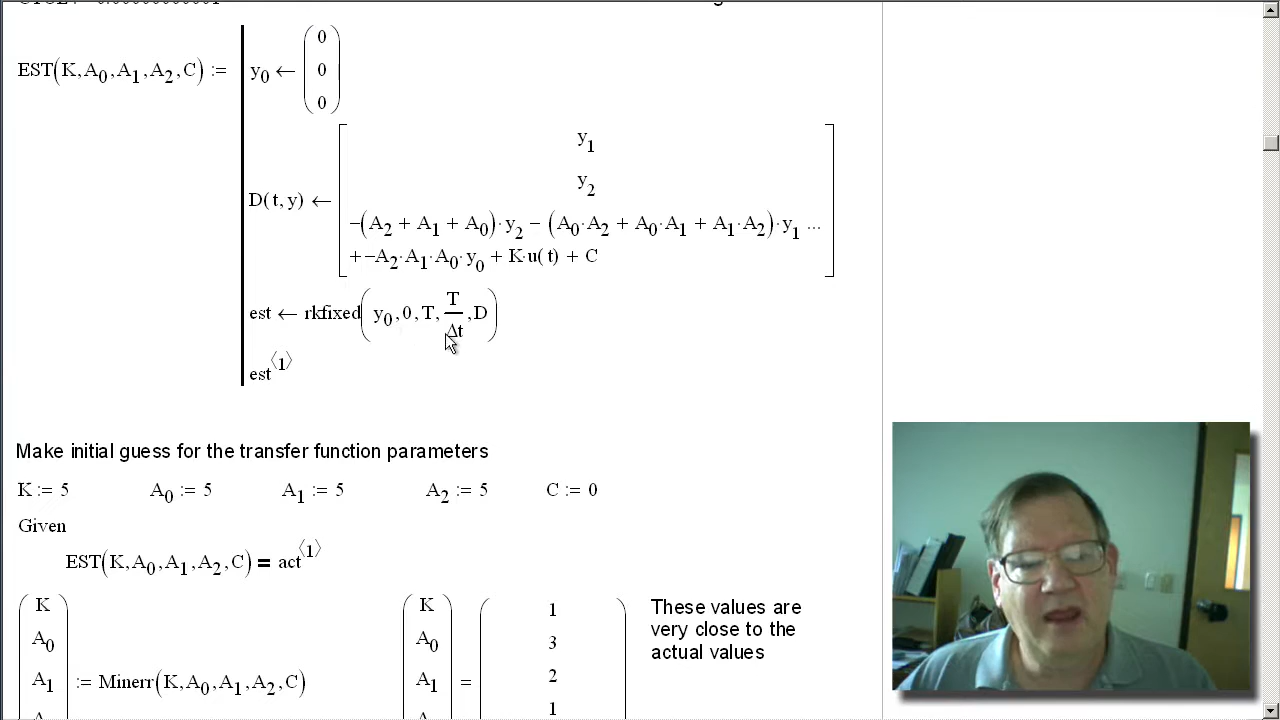 EST(K,A0,A1,A2,C) :=
y0 ←
0
0
0
D(t,y) ←
y1
y2
-(A2 + A1 + A0)·y2 − (A0·A2 + A0·A1 + A1·A2)·y1 ...
+-A2·A1·A0·y0 + K·u(t) + C
est ← rkfixed(y0,0,T,T/Δt,D)
est⟨1⟩
Make initial guess for the transfer function parameters
K := 5 A0 := 5 A1 := 5 A2 := 5 C := 0
Given
EST(K,A0,A1,A2,C) = act⟨1⟩
K
A0
A1
:= Minerr(K,A0,A1,A2,C)
K
A0
A1
=
1
3
2
1
These values are
very close to the
actual values